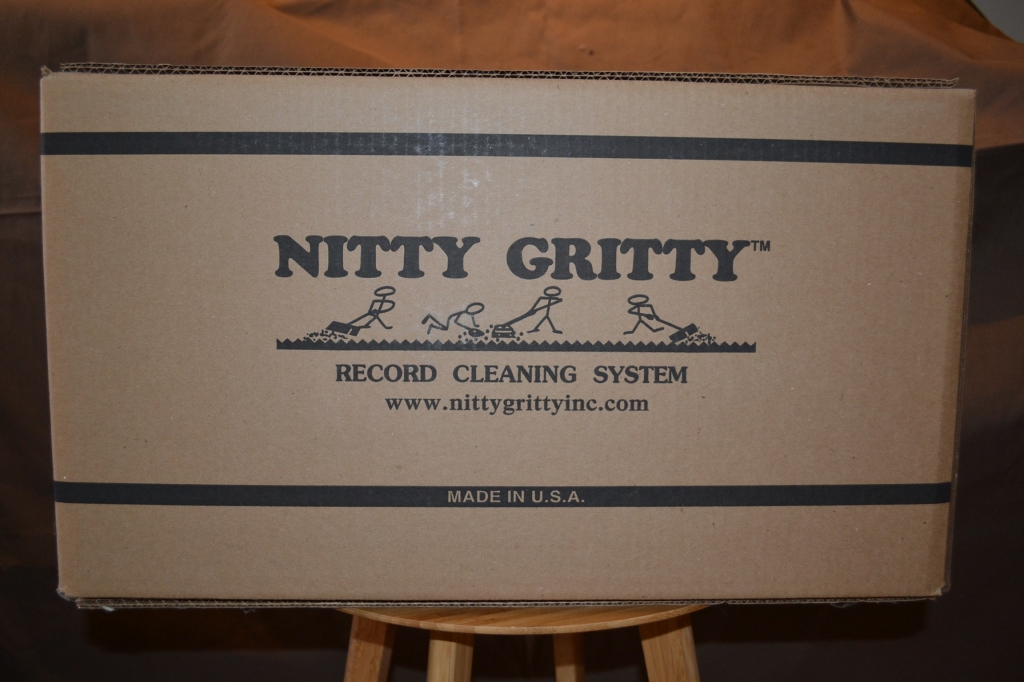 NITTY GRITTY™
RECORD CLEANING SYSTEM
www.nittygrittyinc.com
MADE IN U.S.A.